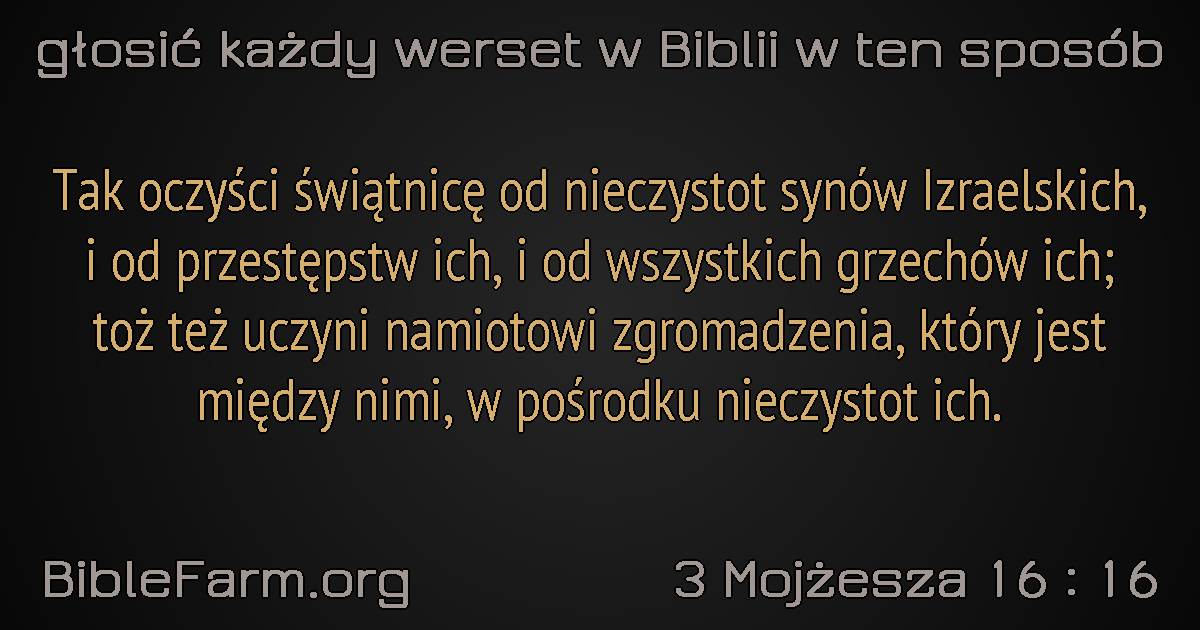 głosić każdy werset w Biblii w ten sposób
Tak oczyści świątnicę od nieczystot synów Izraelskich,
i od przestępstw ich, i od wszystkich grzechów ich;
toż też uczyni namiotowi zgromadzenia, który jest
między nimi, w pośrodku nieczystot ich.
BibleFarm.org
3 Mojżesza 16 : 16